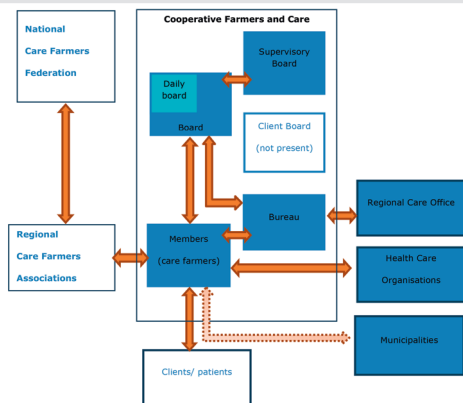 Cooperative Farmers and Care
National
Care Farmers
Federation
Supervisory
Board
Daily
board
Board
Client Board
(not present)
Regional Care Office
Bureau
Regional
Care Farmers
Associations
Members
(care farmers)
Health Care
Organisations
Municipalities
Clients/ patients